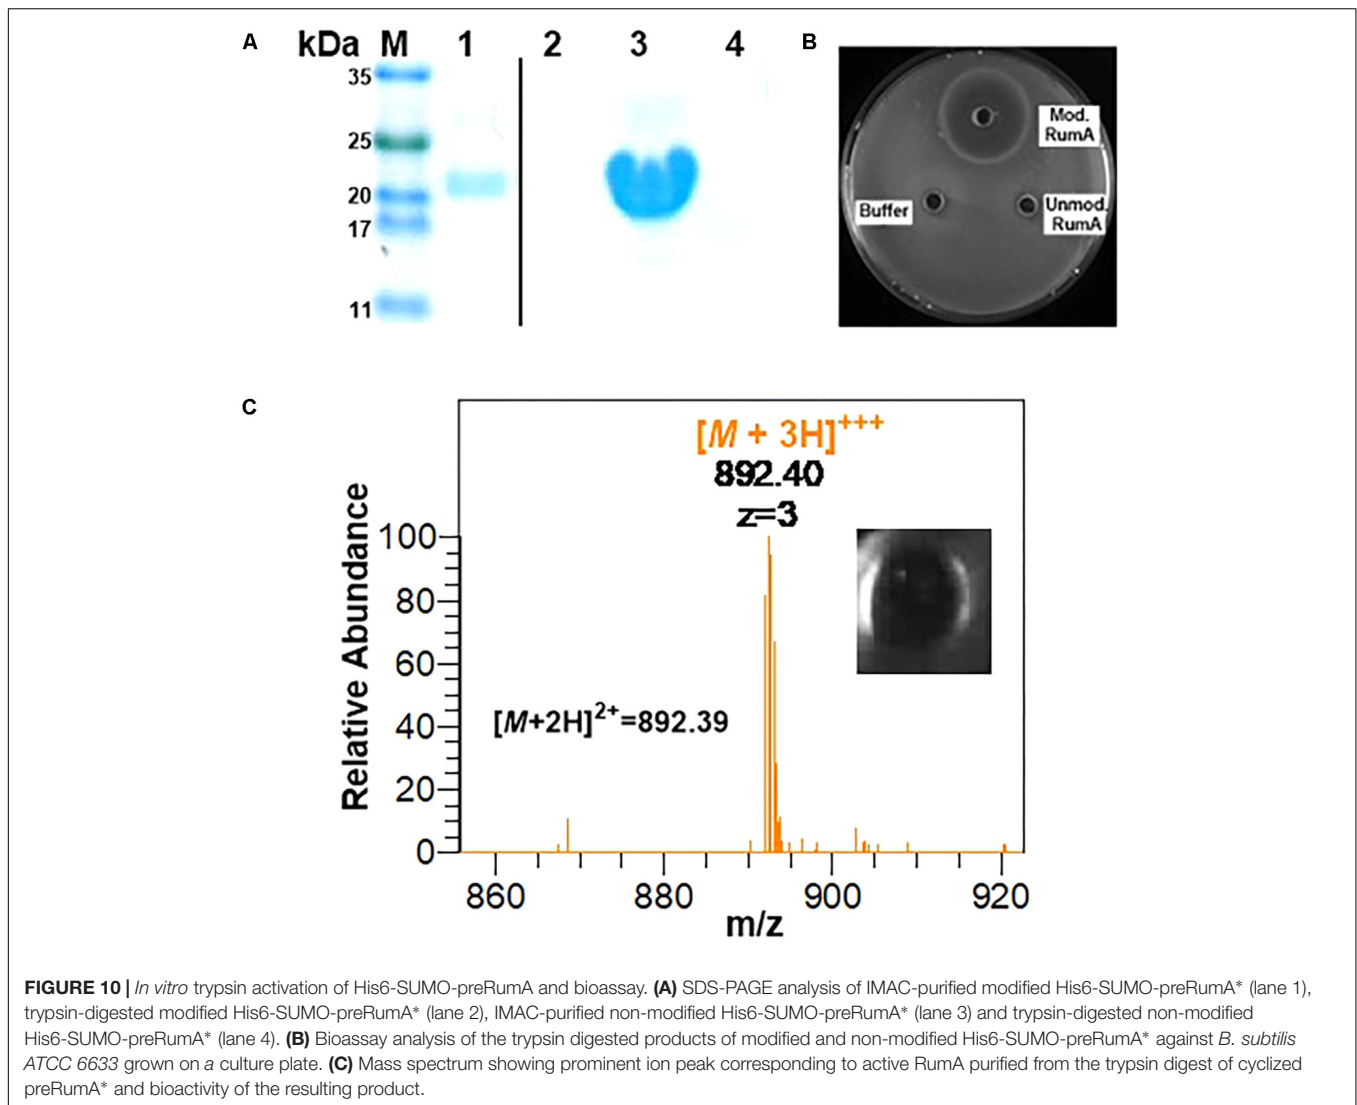 A
kDa M 1 2 3 4
35
25
20
17
11
B
Mod.
RumA
Buffer
Unmod.
RumA
C
[M + 3H]+++
892.40
z=3
[M+2H]2+=892.39
Relative Abundance
100
80
60
40
20
0
860 880 900 920
m/z
FIGURE 10 | In vitro trypsin activation of His6-SUMO-preRumA and bioassay. (A) SDS-PAGE analysis of IMAC-purified modified His6-SUMO-preRumA* (lane 1),
trypsin-digested modified His6-SUMO-preRumA* (lane 2), IMAC-purified non-modified His6-SUMO-preRumA* (lane 3) and trypsin-digested non-modified
His6-SUMO-preRumA* (lane 4). (B) Bioassay analysis of the trypsin digested products of modified and non-modified His6-SUMO-preRumA* against B. subtilis
ATCC 6633 grown on a culture plate. (C) Mass spectrum showing prominent ion peak corresponding to active RumA purified from the trypsin digest of cyclized
preRumA* and bioactivity of the resulting product.